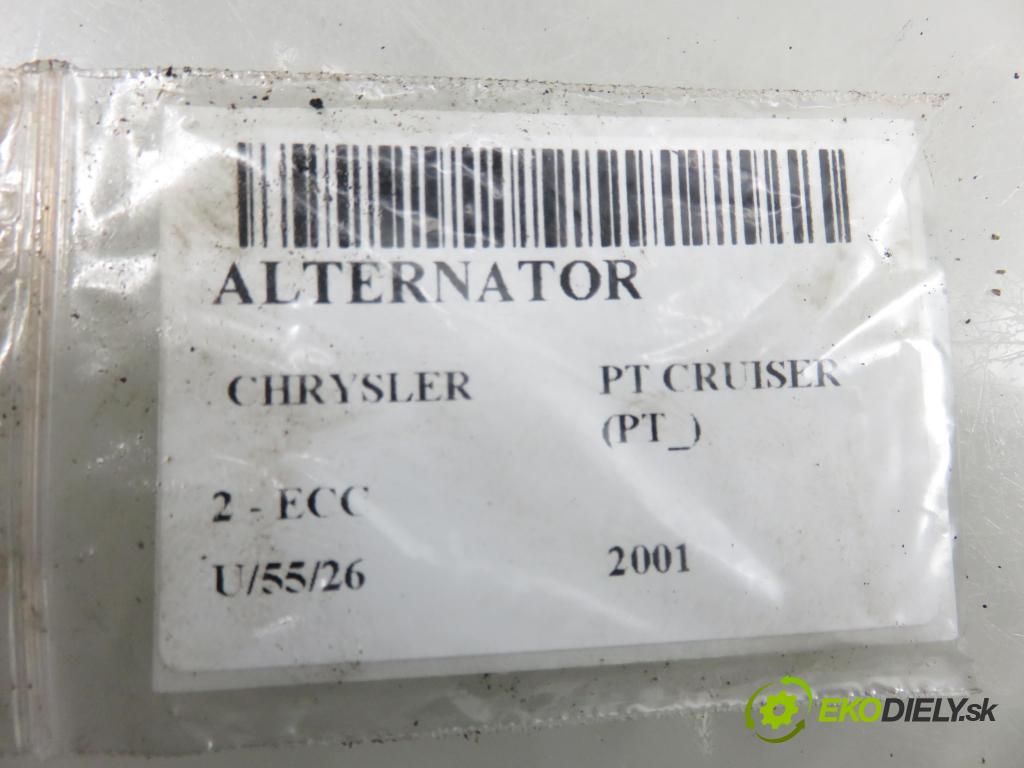 ALTERNATOR
CHRYSLER PT CRUISER
(PT_)
2 - ECC
U/55/26 2001
EKODIELY.sk